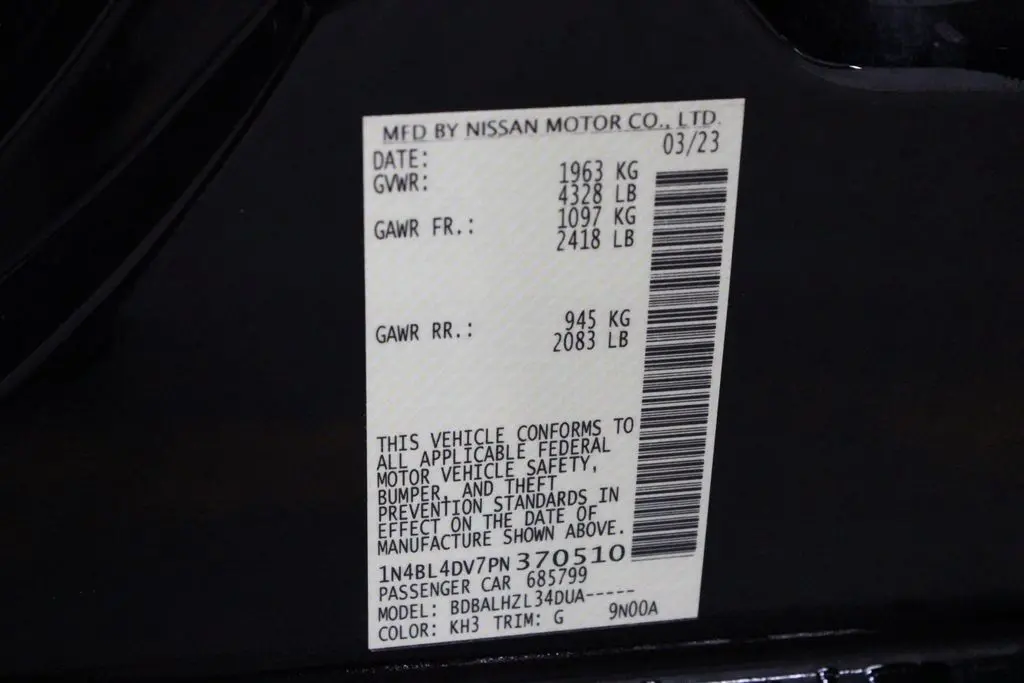 MFD BY NISSAN MOTOR CO., LTD.
DATE: 03/23
GVWR: 1963 KG
4328 LB
GAWR FR.: 1097 KG
2418 LB
GAWR RR.: 945 KG
2083 LB
THIS VEHICLE CONFORMS TO
ALL APPLICABLE FEDERAL
MOTOR VEHICLE SAFETY,
BUMPER, AND THEFT
PREVENTION STANDARDS IN
EFFECT ON THE DATE OF
MANUFACTURE SHOWN ABOVE.
1N4BL4DV7PN 370510
PASSENGER CAR 685799
MODEL: BDBALHZL34DUA-----
COLOR: KH3 TRIM: G 9N00A